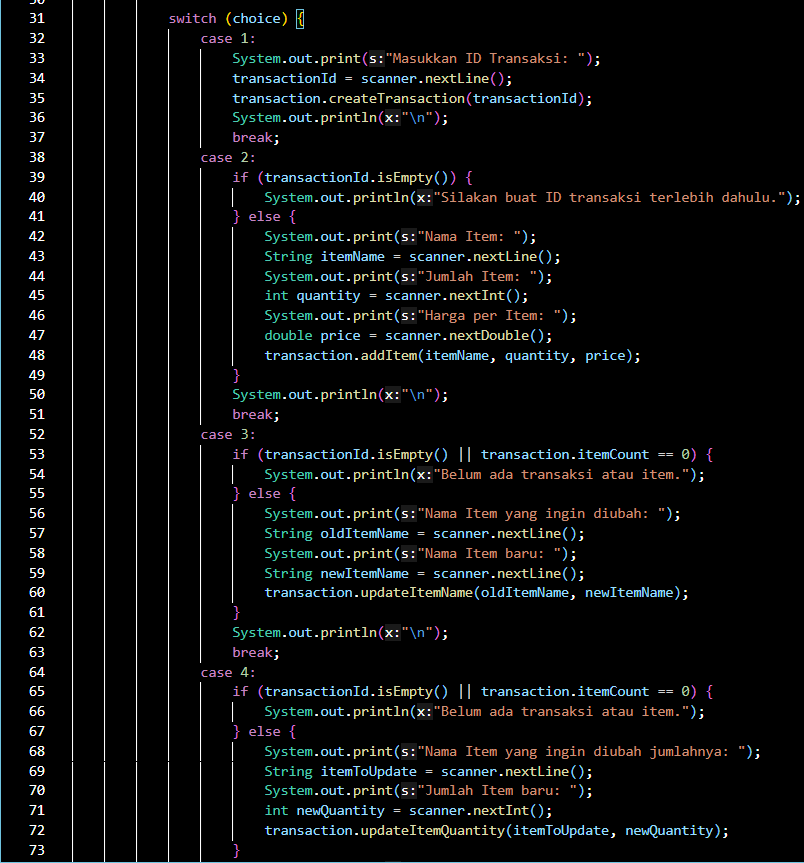 31 switch (choice) {
32 case 1:
33 System.out.print(s:"Masukkan ID Transaksi: ");
34 transactionId = scanner.nextLine();
35 transaction.createTransaction(transactionId);
36 System.out.println(x:"\n");
37 break;
38 case 2:
39 if (transactionId.isEmpty()) {
40 System.out.println(x:"Silakan buat ID transaksi terlebih dahulu.");
41 } else {
42 System.out.print(s:"Nama Item: ");
43 String itemName = scanner.nextLine();
44 System.out.print(s:"Jumlah Item: ");
45 int quantity = scanner.nextInt();
46 System.out.print(s:"Harga per Item: ");
47 double price = scanner.nextDouble();
48 transaction.addItem(itemName, quantity, price);
49 }
50 System.out.println(x:"\n");
51 break;
52 case 3:
53 if (transactionId.isEmpty() || transaction.itemCount == 0) {
54 System.out.println(x:"Belum ada transaksi atau item.");
55 } else {
56 System.out.print(s:"Nama Item yang ingin diubah: ");
57 String oldItemName = scanner.nextLine();
58 System.out.print(s:"Nama Item baru: ");
59 String newItemName = scanner.nextLine();
60 transaction.updateItemName(oldItemName, newItemName);
61 }
62 System.out.println(x:"\n");
63 break;
64 case 4:
65 if (transactionId.isEmpty() || transaction.itemCount == 0) {
66 System.out.println(x:"Belum ada transaksi atau item.");
67 } else {
68 System.out.print(s:"Nama Item yang ingin diubah jumlahnya: ");
69 String itemToUpdate = scanner.nextLine();
70 System.out.print(s:"Jumlah Item baru: ");
71 int newQuantity = scanner.nextInt();
72 transaction.updateItemQuantity(itemToUpdate, newQuantity);
73 }